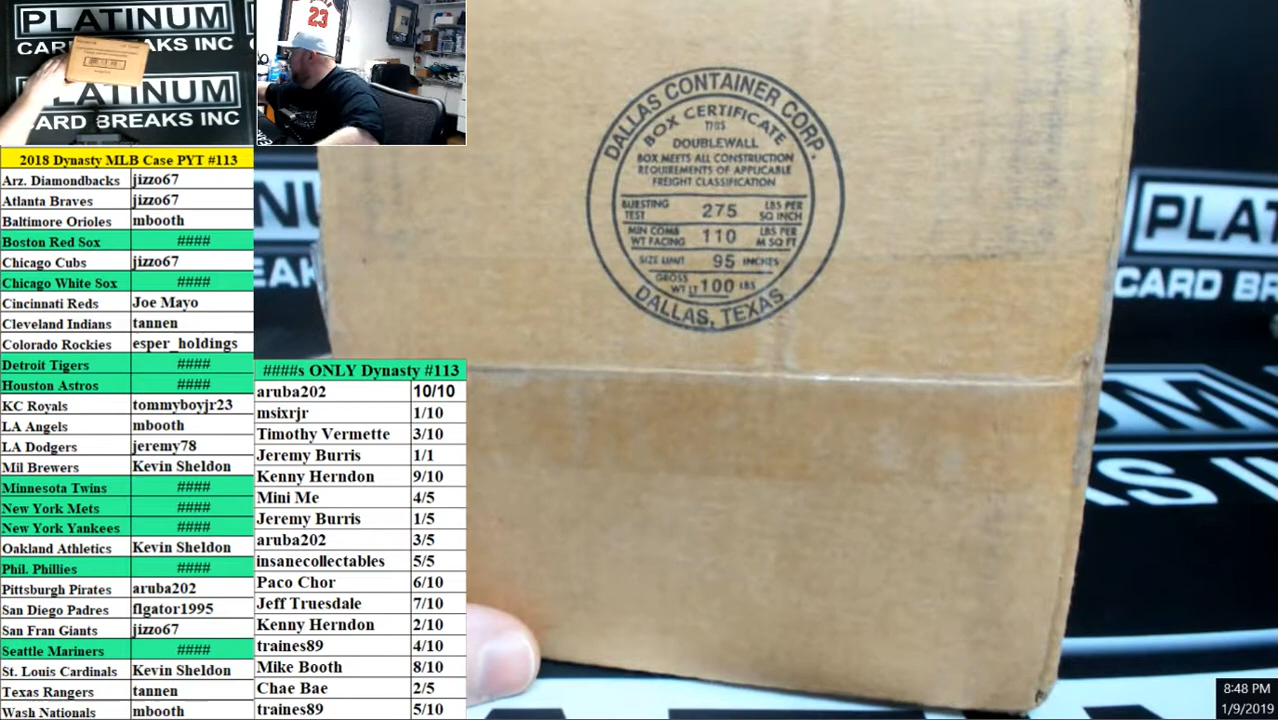 PLATINUM
CARD BREAKS INC
PLATINUM
CARD BREAKS INC
23
2018 Dynasty MLB Case PYT #113
Arz. Diamondbacks jizzo67
Atlanta Braves jizzo67
Baltimore Orioles mbooth
Boston Red Sox ####
Chicago Cubs jizzo67
Chicago White Sox ####
Cincinnati Reds Joe Mayo
Cleveland Indians tannen
Colorado Rockies esper_holdings
Detroit Tigers ####
Houston Astros ####
KC Royals tommyboyjr23
LA Angels mbooth
LA Dodgers jeremy78
Mil Brewers Kevin Sheldon
Minnesota Twins ####
New York Mets ####
New York Yankees ####
Oakland Athletics Kevin Sheldon
Phil. Phillies ####
Pittsburgh Pirates aruba202
San Diego Padres flgator1995
San Fran Giants jizzo67
Seattle Mariners ####
St. Louis Cardinals Kevin Sheldon
Texas Rangers tannen
Wash Nationals mbooth
####s ONLY Dynasty #113
aruba202 10/10
msixrjr 1/10
Timothy Vermette 3/10
Jeremy Burris 1/1
Kenny Herndon 9/10
Mini Me 4/5
Jeremy Burris 1/5
aruba202 3/5
insanecollectables 5/5
Paco Chor 6/10
Jeff Truesdale 7/10
Kenny Herndon 2/10
traines89 4/10
Mike Booth 8/10
Chae Bae 2/5
traines89 5/10
DALLAS CONTAINER CORP.
BOX CERTIFICATE
THIS
DOUBLEWALL
BOX MEETS ALL CONSTRUCTION
REQUIREMENTS OF APPLICABLE
FREIGHT CLASSIFICATION
BURSTING TEST 275 LBS PER SQ INCH
MIN COMB WT FACING 110 LBS PER M SQ FT
SIZE LIMIT 95 INCHES
GROSS WT LT 100 LBS
DALLAS, TEXAS
PLATI
CARD BR
8:48 PM
1/9/2019